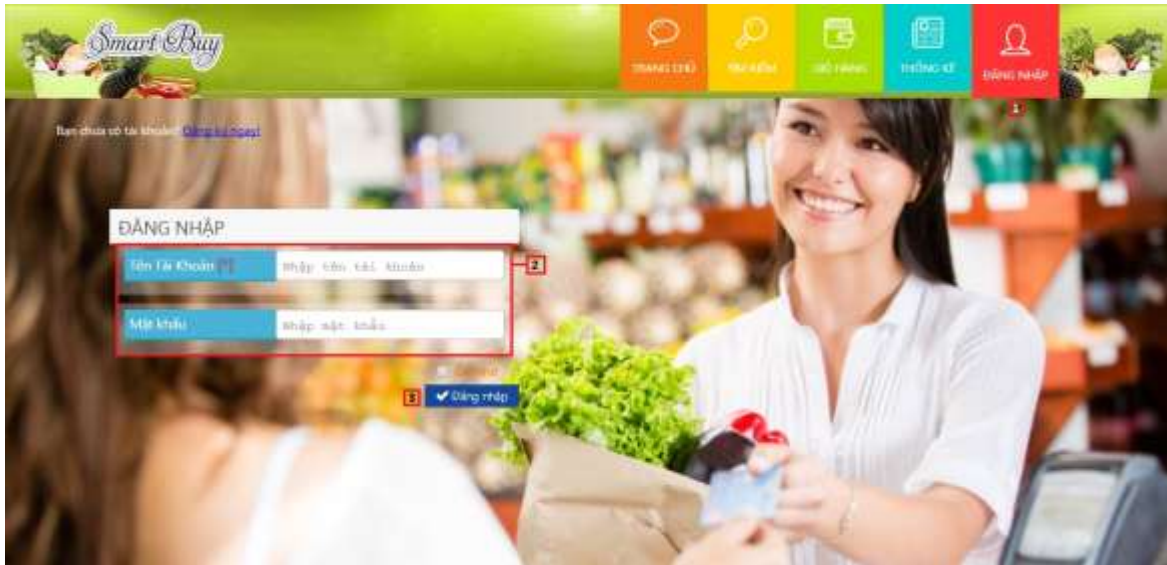 Smart Buy
TRANG CHỦ
TÌM KIẾM
GIỎ HÀNG
THỐNG KÊ
ĐĂNG NHẬP
1
Bạn chưa có tài khoản? Đăng ký ngay!
ĐĂNG NHẬP
Tên Tài Khoản [*]
Nhập tên tài khoản
2
Mật khẩu
Nhập mật khẩu
3
Đăng nhập